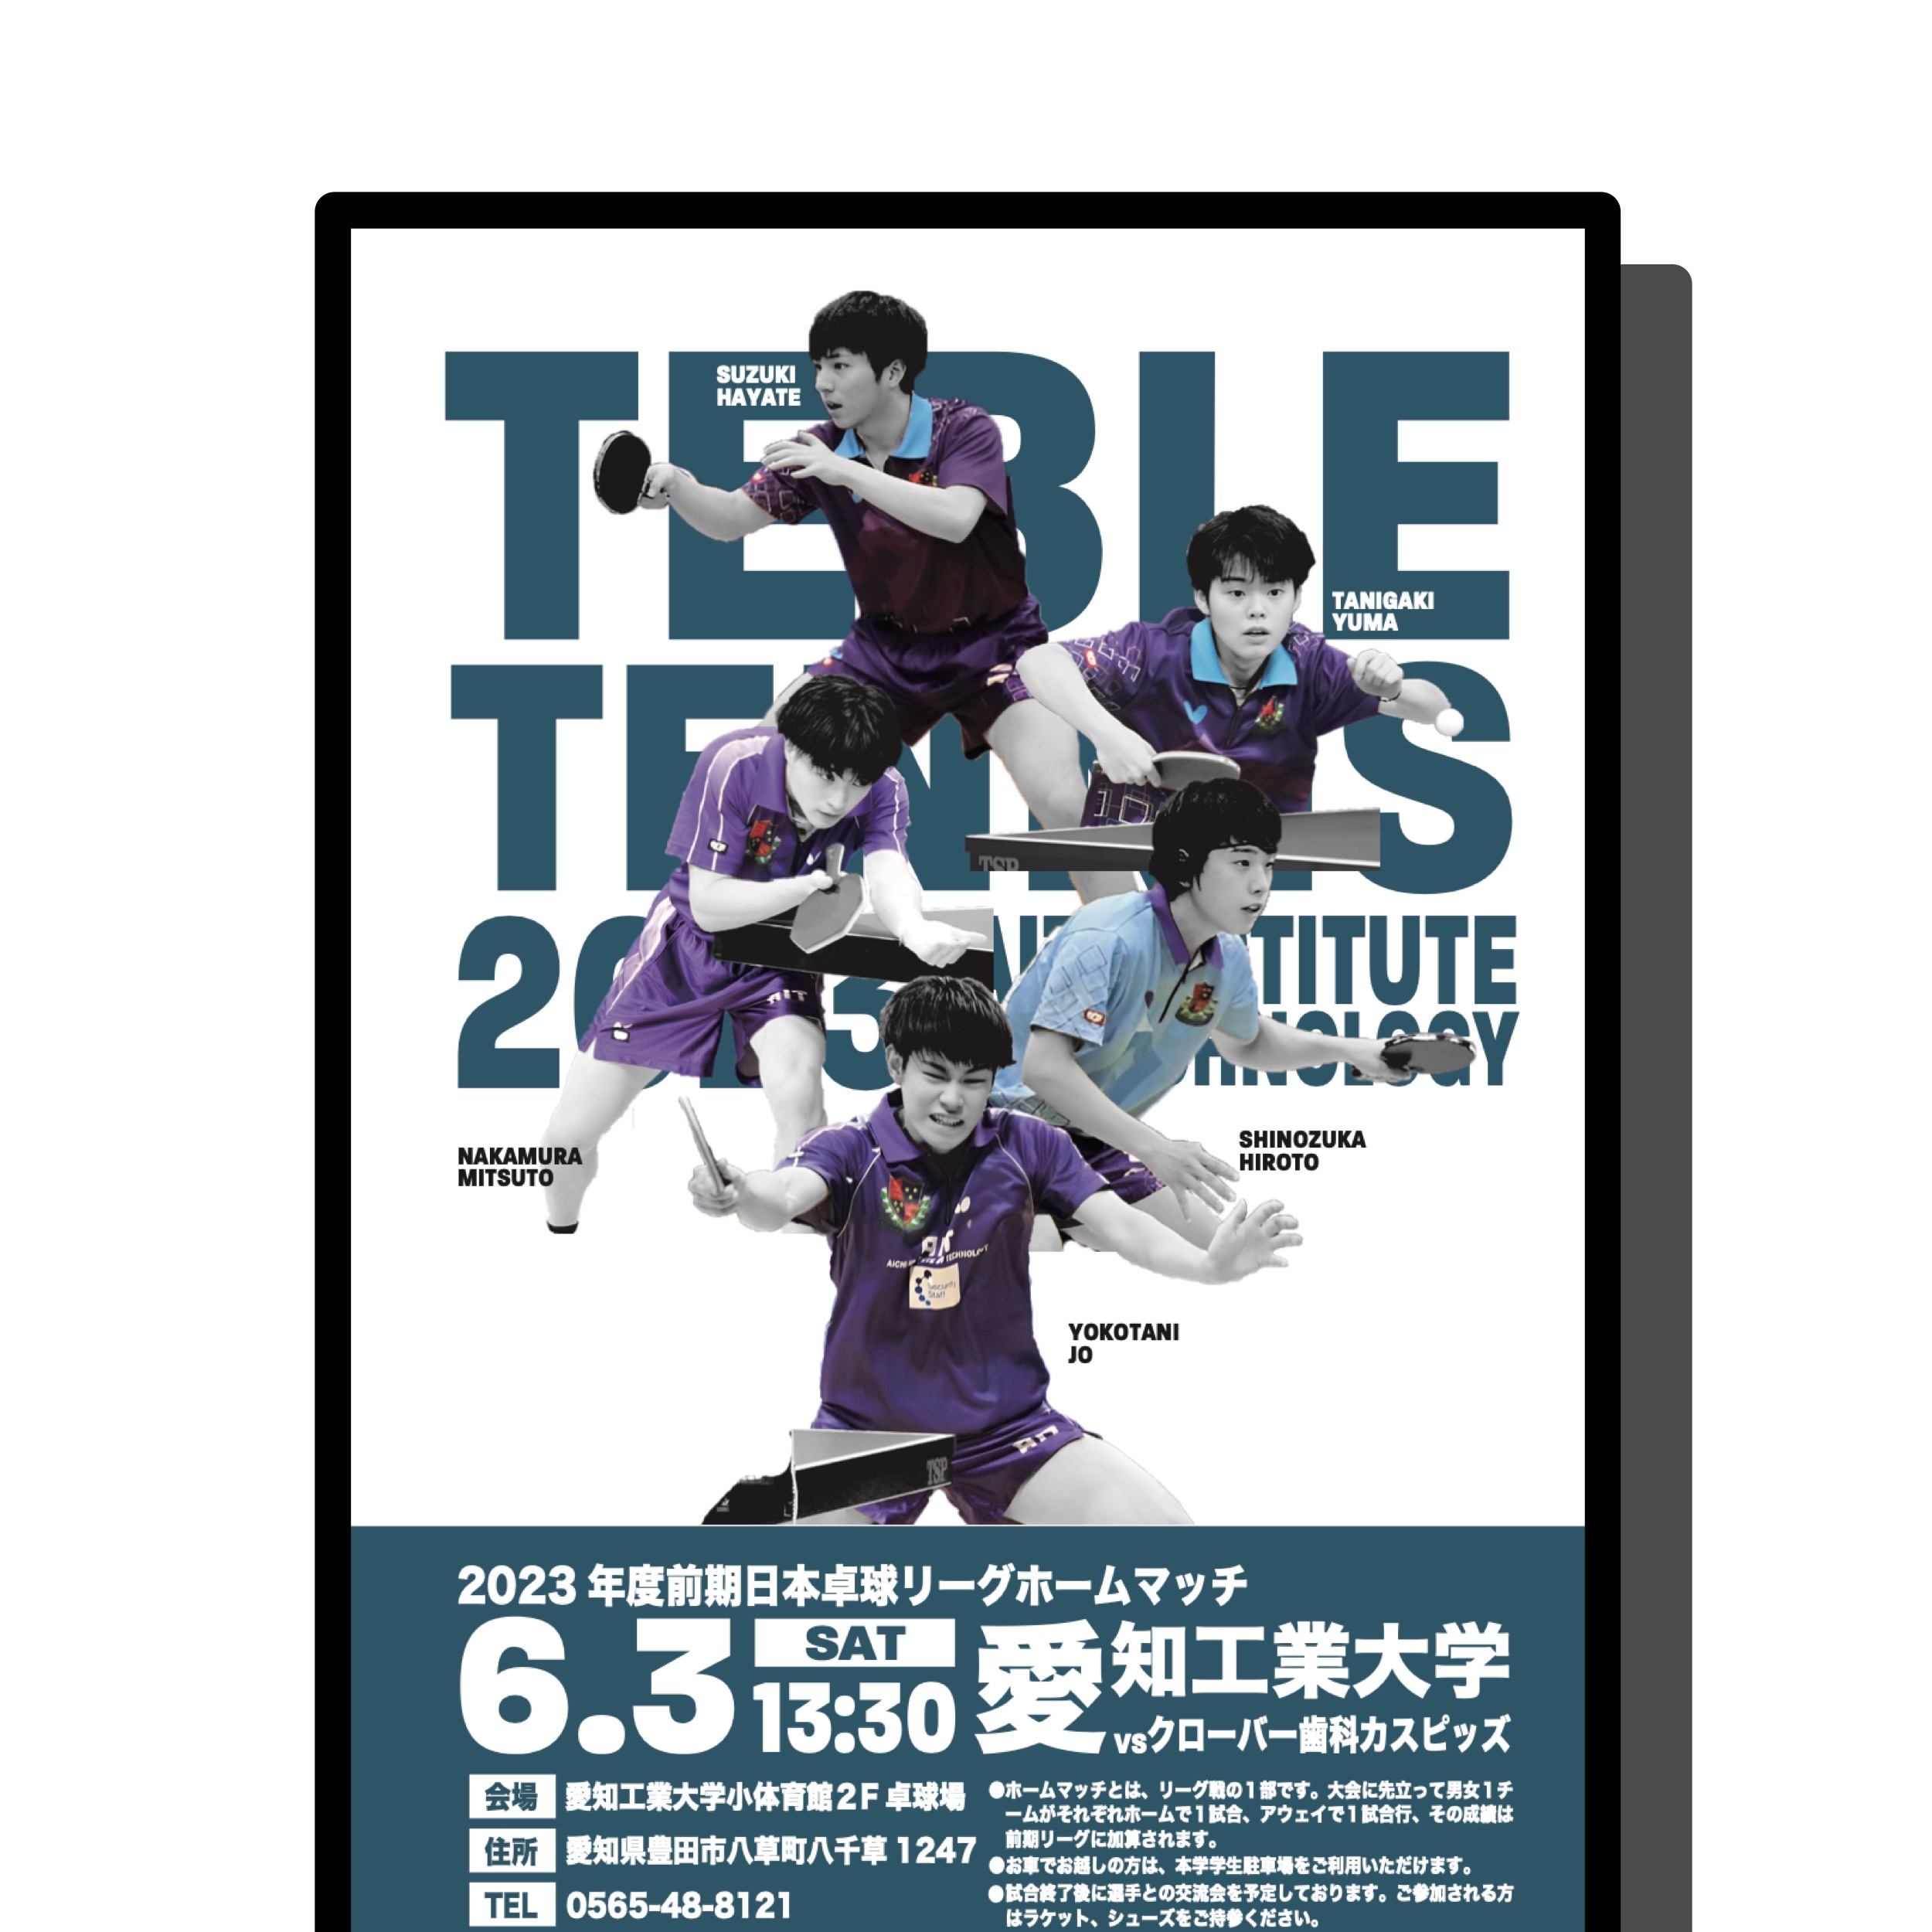 TEBLE
SUZUKI
HAYATE
TANIGAKI
YUMA
TSP
STITUTE
NAKAMURA
MITSUTO
SHINOZUKA
HIROTO
AIT
Security
Staff
YOKOTANI
JO
TSP
2023 年度前期日本卓球リーグホームマッチ
6.3 SAT 13:30
愛知工業大学
vsクローバー歯科カスピッズ
会場 愛知工業大学小体育館2F 卓球場
住所 愛知県豊田市八草町八千草 1247
TEL 0565-48-8121
●ホームマッチとは、リーグ戦の1部です。大会に先立って男女1チ
ームがそれぞれホームで1試合、アウェイで1試合行、その成績は
前期リーグに加算されます。
●お車でお越しの方は、本学学生駐車場をご利用いただけます。
●試合終了後に選手との交流会を予定しております。ご参加される方
はラケット、シューズをご持参ください。